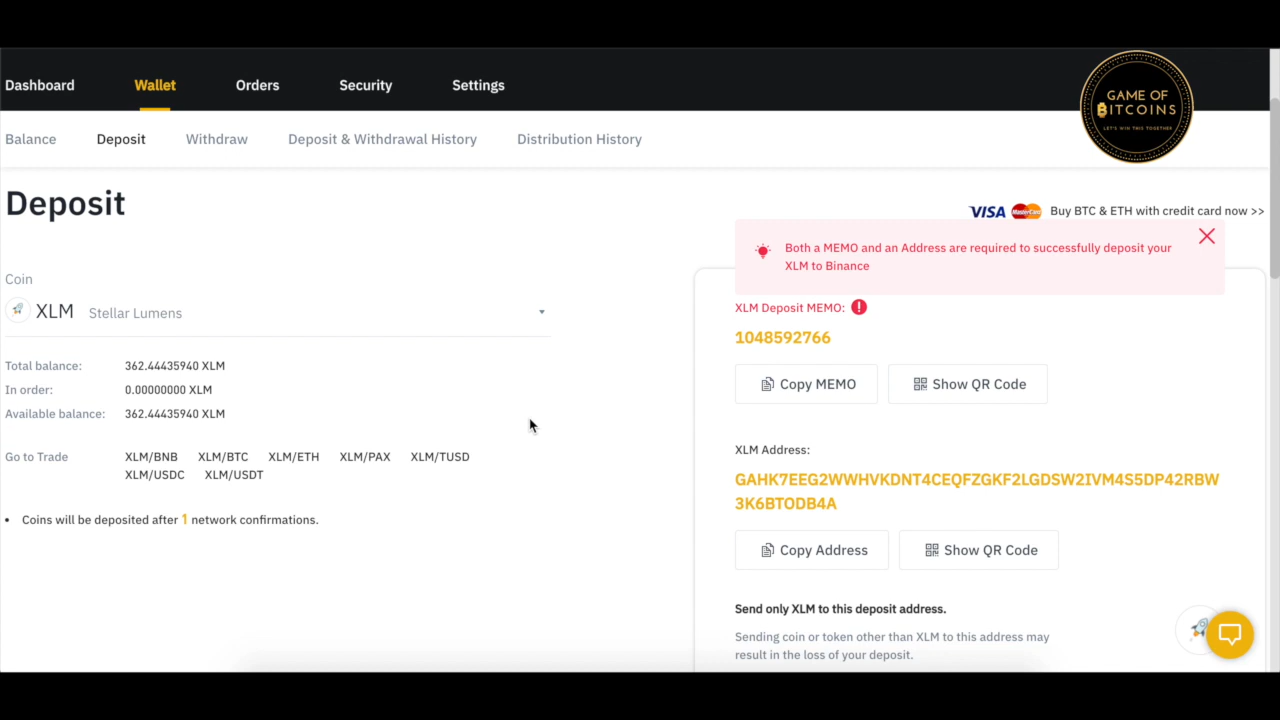 Dashboard Wallet Orders Security Settings
GAME OF
BITCOINS
LET'S WIN THIS TOGETHER
Balance Deposit Withdraw Deposit & Withdrawal History Distribution History
Deposit
VISA MasterCard Buy BTC & ETH with credit card now >>
Both a MEMO and an Address are required to successfully deposit your
XLM to Binance
Coin
XLM Stellar Lumens
Total balance: 362.44435940 XLM
In order: 0.00000000 XLM
Available balance: 362.44435940 XLM
Go to Trade XLM/BNB XLM/BTC XLM/ETH XLM/PAX XLM/TUSD
XLM/USDC XLM/USDT
• Coins will be deposited after 1 network confirmations.
XLM Deposit MEMO: !
1048592766
Copy MEMO Show QR Code
XLM Address:
GAHK7EEG2WWHVKDNT4CEQFZGKF2LGDSW2IVM4S5DP42RBW
3K6BTODB4A
Copy Address Show QR Code
Send only XLM to this deposit address.
Sending coin or token other than XLM to this address may
result in the loss of your deposit.